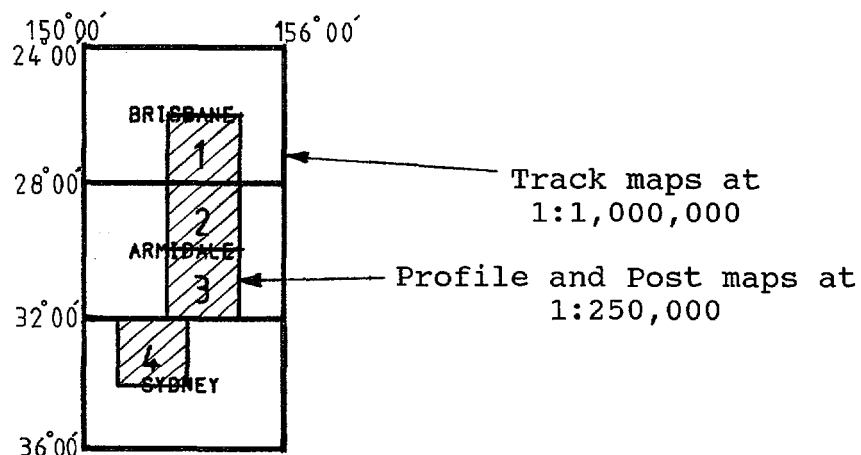 150°00′ 156°00′
24°00′
BRISBANE
1
28°00′
Track maps at
1:1,000,000
2
ARMIDALE
3
Profile and Post maps at
1:250,000
32°00′
4
SYDNEY
36°00′